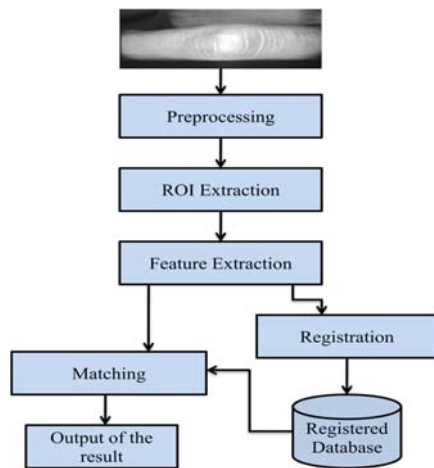 Preprocessing
ROI Extraction
Feature Extraction
Registration
Matching
Registered
Database
Output of the
result